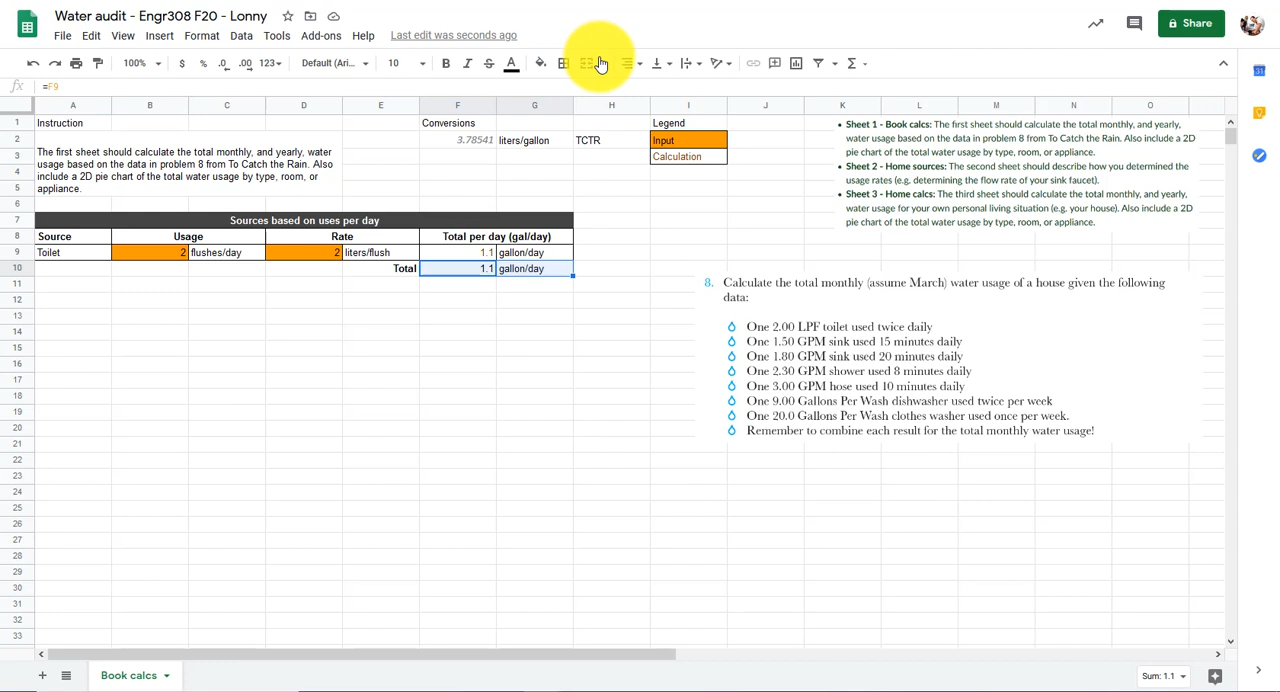 Water audit - Engr308 F20 - Lonny
File Edit View Insert Format Data Tools Add-ons Help Last edit was seconds ago
Share
100% $ % .0 .00 123 Default (Ari... 10 B I S A
fx =F9
A B C D E F G H I J K L M N O
1 Instruction Conversions Legend
2 3.78541 liters/gallon TCTR Input
3 Calculation
4
5
The first sheet should calculate the total monthly, and yearly, water
usage based on the data in problem 8 from To Catch the Rain. Also
include a 2D pie chart of the total water usage by type, room, or
appliance.
• Sheet 1 - Book calcs: The first sheet should calculate the total monthly, and yearly,
water usage based on the data in problem 8 from To Catch the Rain. Also include a 2D
pie chart of the total water usage by type, room, or appliance.
• Sheet 2 - Home sources: The second sheet should describe how you determined the
usage rates (e.g. determining the flow rate of your sink faucet).
• Sheet 3 - Home calcs: The third sheet should calculate the total monthly, and yearly,
water usage for your own personal living situation (e.g. your house). Also include a 2D
pie chart of the total water usage by type, room, or appliance.
6
7 Sources based on uses per day
8 Source Usage Rate Total per day (gal/day)
9 Toilet 2 flushes/day 2 liters/flush 1.1 gallon/day
10 Total 1.1 gallon/day
8. Calculate the total monthly (assume March) water usage of a house given the following
data:
One 2.00 LPF toilet used twice daily
One 1.50 GPM sink used 15 minutes daily
One 1.80 GPM sink used 20 minutes daily
One 2.30 GPM shower used 8 minutes daily
One 3.00 GPM hose used 10 minutes daily
One 9.00 Gallons Per Wash dishwasher used twice per week
One 20.0 Gallons Per Wash clothes washer used once per week.
Remember to combine each result for the total monthly water usage!
11
12
13
14
15
16
17
18
19
20
21
22
23
24
25
26
27
28
29
30
31
32
33
Book calcs
Sum: 1.1
31